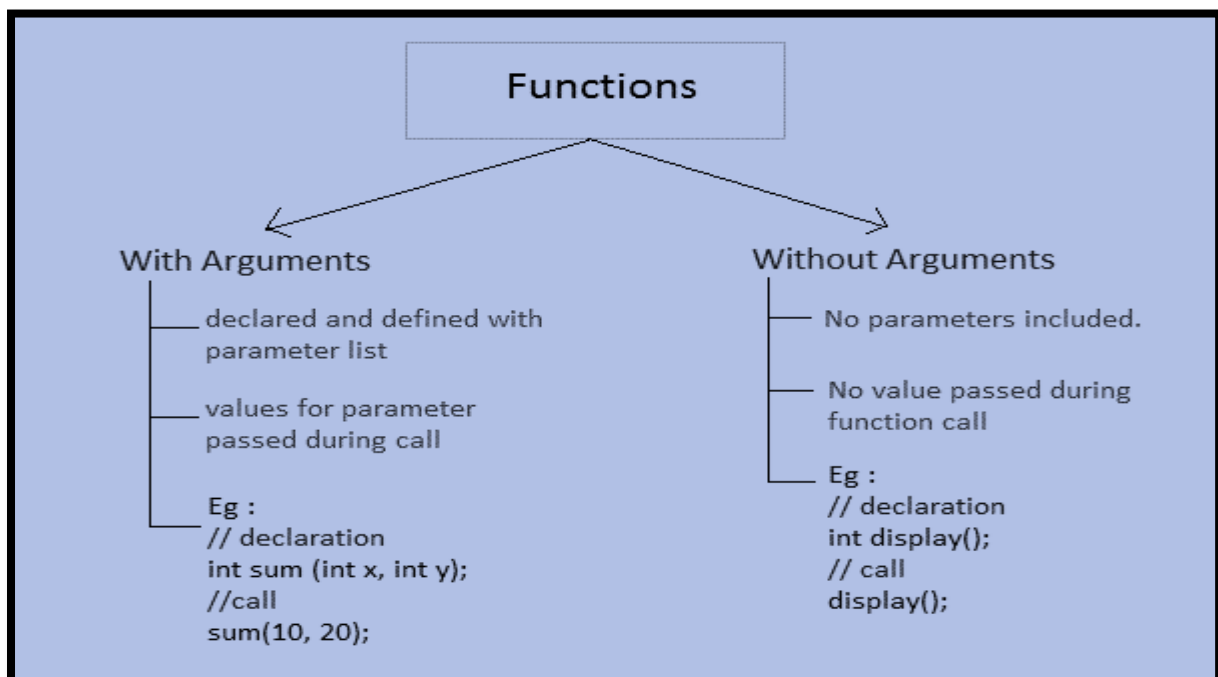 Functions
With Arguments
declared and defined with
parameter list
values for parameter
passed during call
Eg :
// declaration
int sum (int x, int y);
//call
sum(10, 20);
Without Arguments
No parameters included.
No value passed during
function call
Eg :
// declaration
int display();
// call
display();